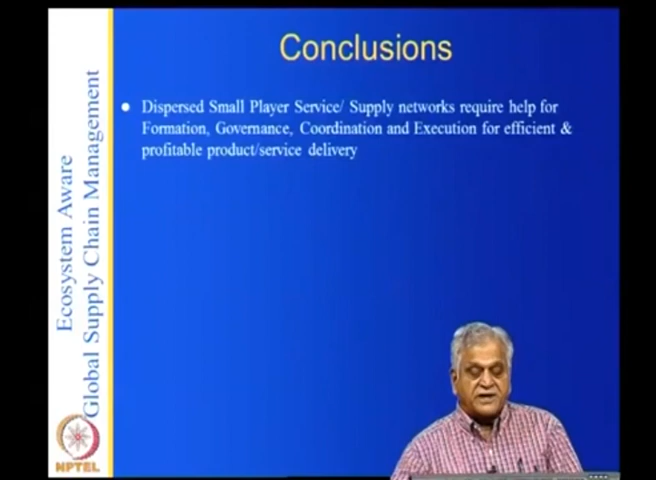 Conclusions
Dispersed Small Player Service/ Supply networks require help for
Formation, Governance, Coordination and Execution for efficient &
profitable product/service delivery
Ecosystem Aware
Global Supply Chain Management
NPTEL